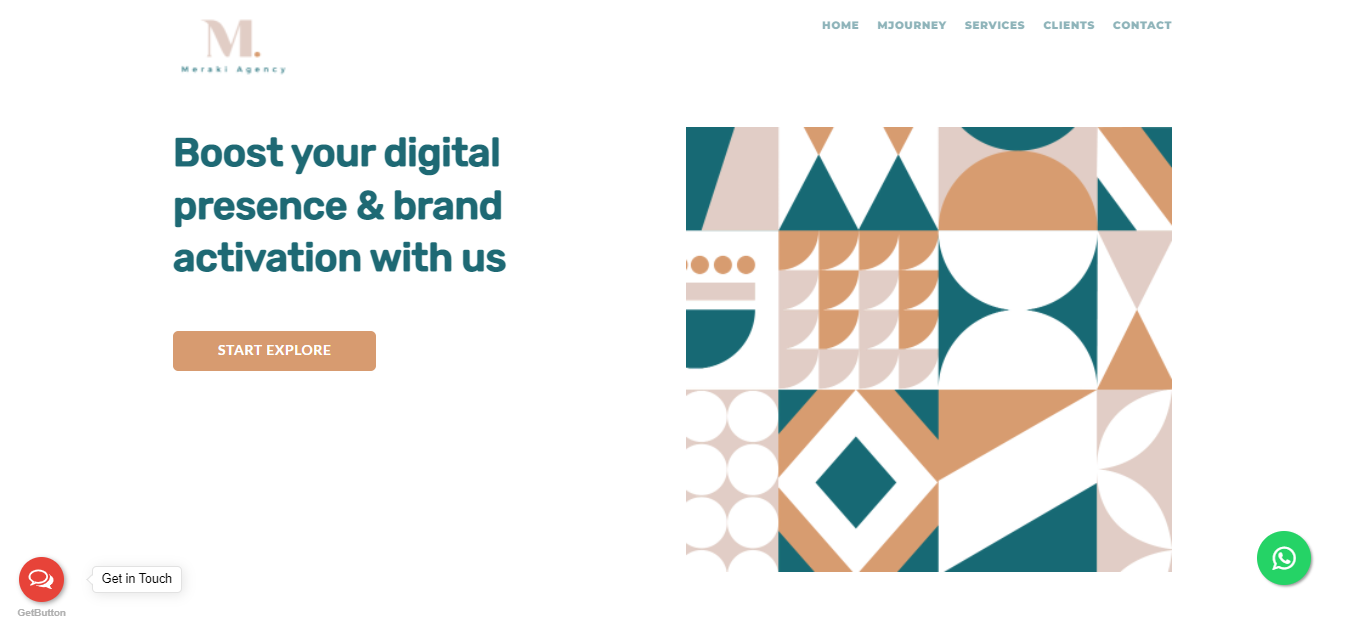 M.
Meraki Agency
HOME MJOURNEY SERVICES CLIENTS CONTACT
Boost your digital
presence & brand
activation with us
START EXPLORE
Get in Touch
GetButton